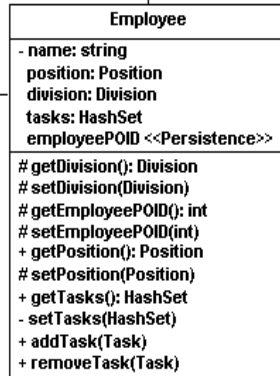 Employee
- name: string
position: Position
division: Division
tasks: HashSet
employeePOID <<Persistence>>
# getDivision(): Division
# setDivision(Division)
# getEmployeePOID(): int
# setEmployeePOID(int)
+ getPosition(): Position
# setPosition(Position)
+ getTasks(): HashSet
- setTasks(HashSet)
+ addTask(Task)
+ removeTask(Task)